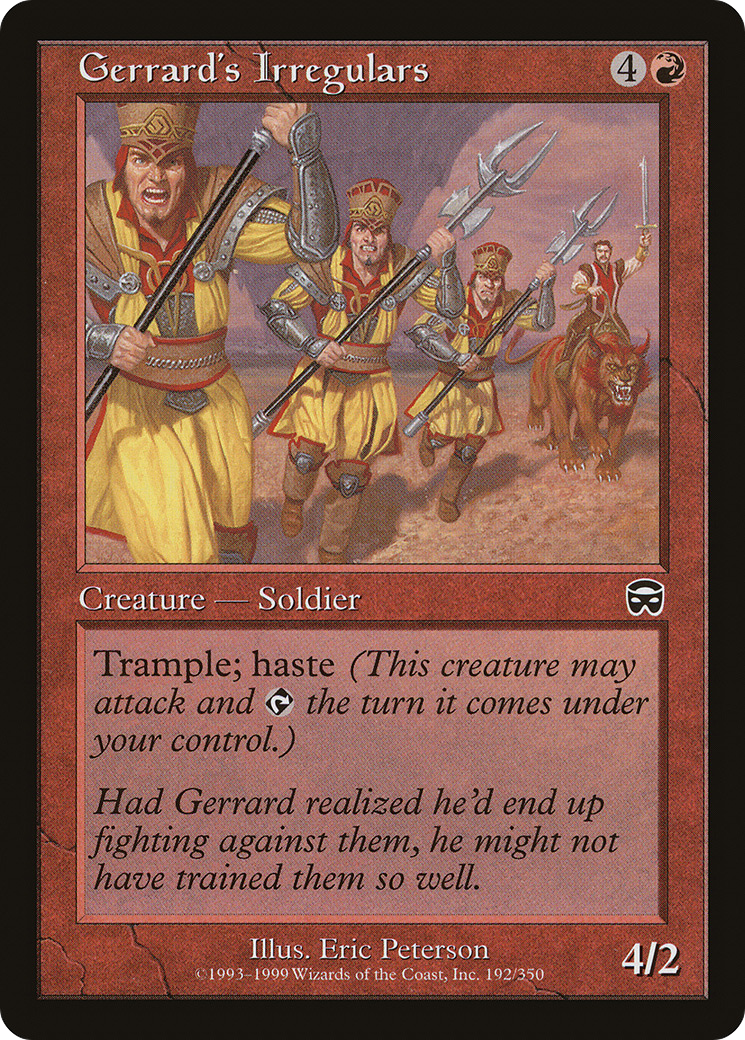 Gerrard's Irregulars
4
Creature — Soldier
Trample; haste (This creature may
attack and the turn it comes under
your control.)
Had Gerrard realized he'd end up
fighting against them, he might not
have trained them so well.
Illus. Eric Peterson
©1993–1999 Wizards of the Coast, Inc. 192/350
4/2